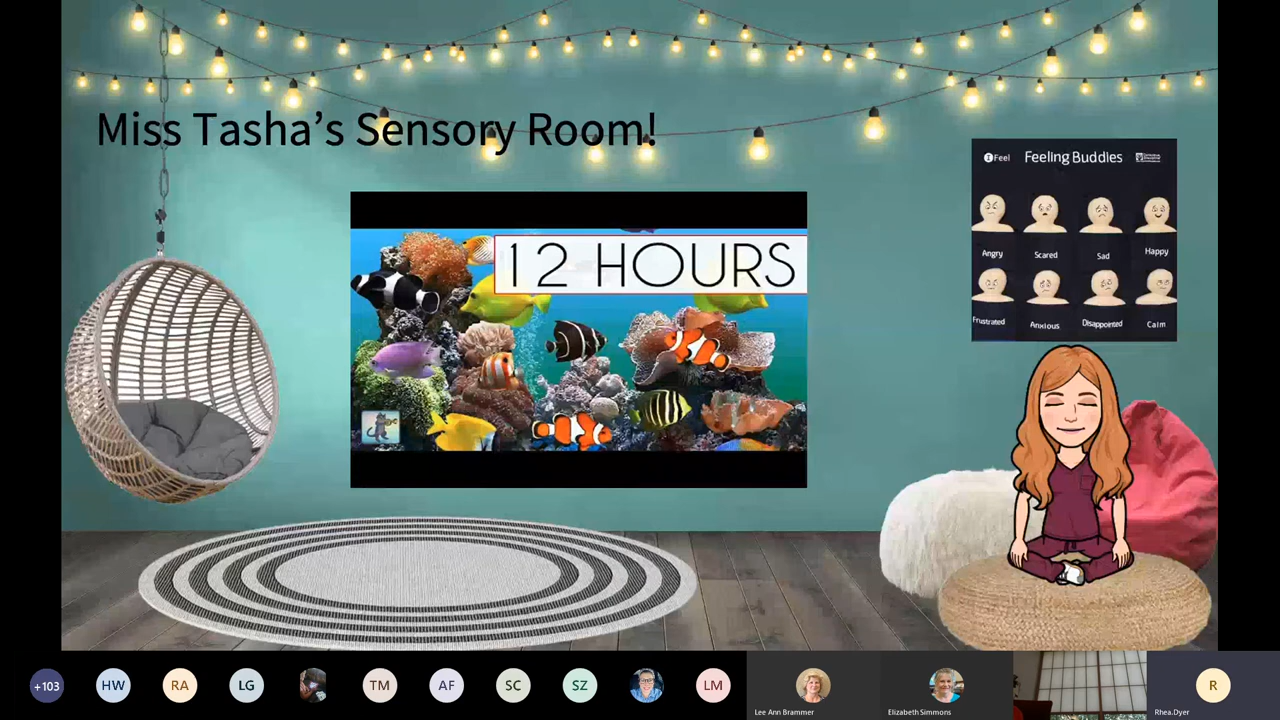 Miss Tasha's Sensory Room!
12 HOURS
I Feel
Feeling Buddies
Angry
Scared
Sad
Happy
Frustrated
Anxious
Disappointed
Calm
+103
HW
RA
LG
TM
AF
SC
SZ
LM
R
Lee Ann Brammer
Elizabeth Simmons
Rhea.Dyer